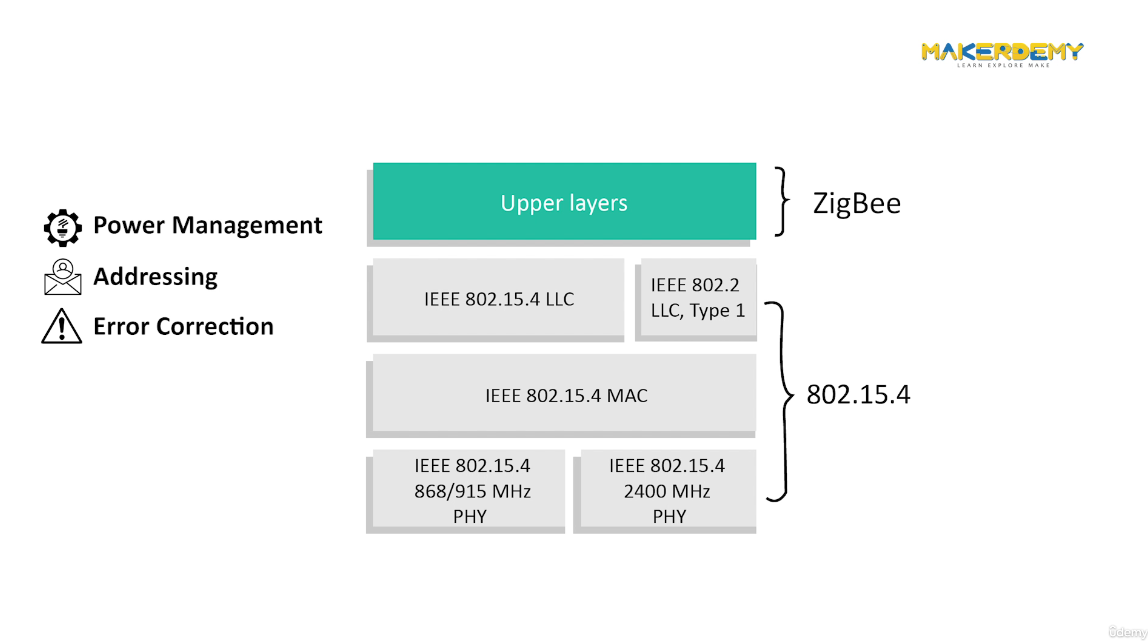 MAKERDEMY
LEARN EXPLORE MAKE
Upper layers
ZigBee
Power Management
Addressing
Error Correction
IEEE 802.15.4 LLC
IEEE 802.2
LLC, Type 1
IEEE 802.15.4 MAC
802.15.4
IEEE 802.15.4
868/915 MHz
PHY
IEEE 802.15.4
2400 MHz
PHY
ûdemy